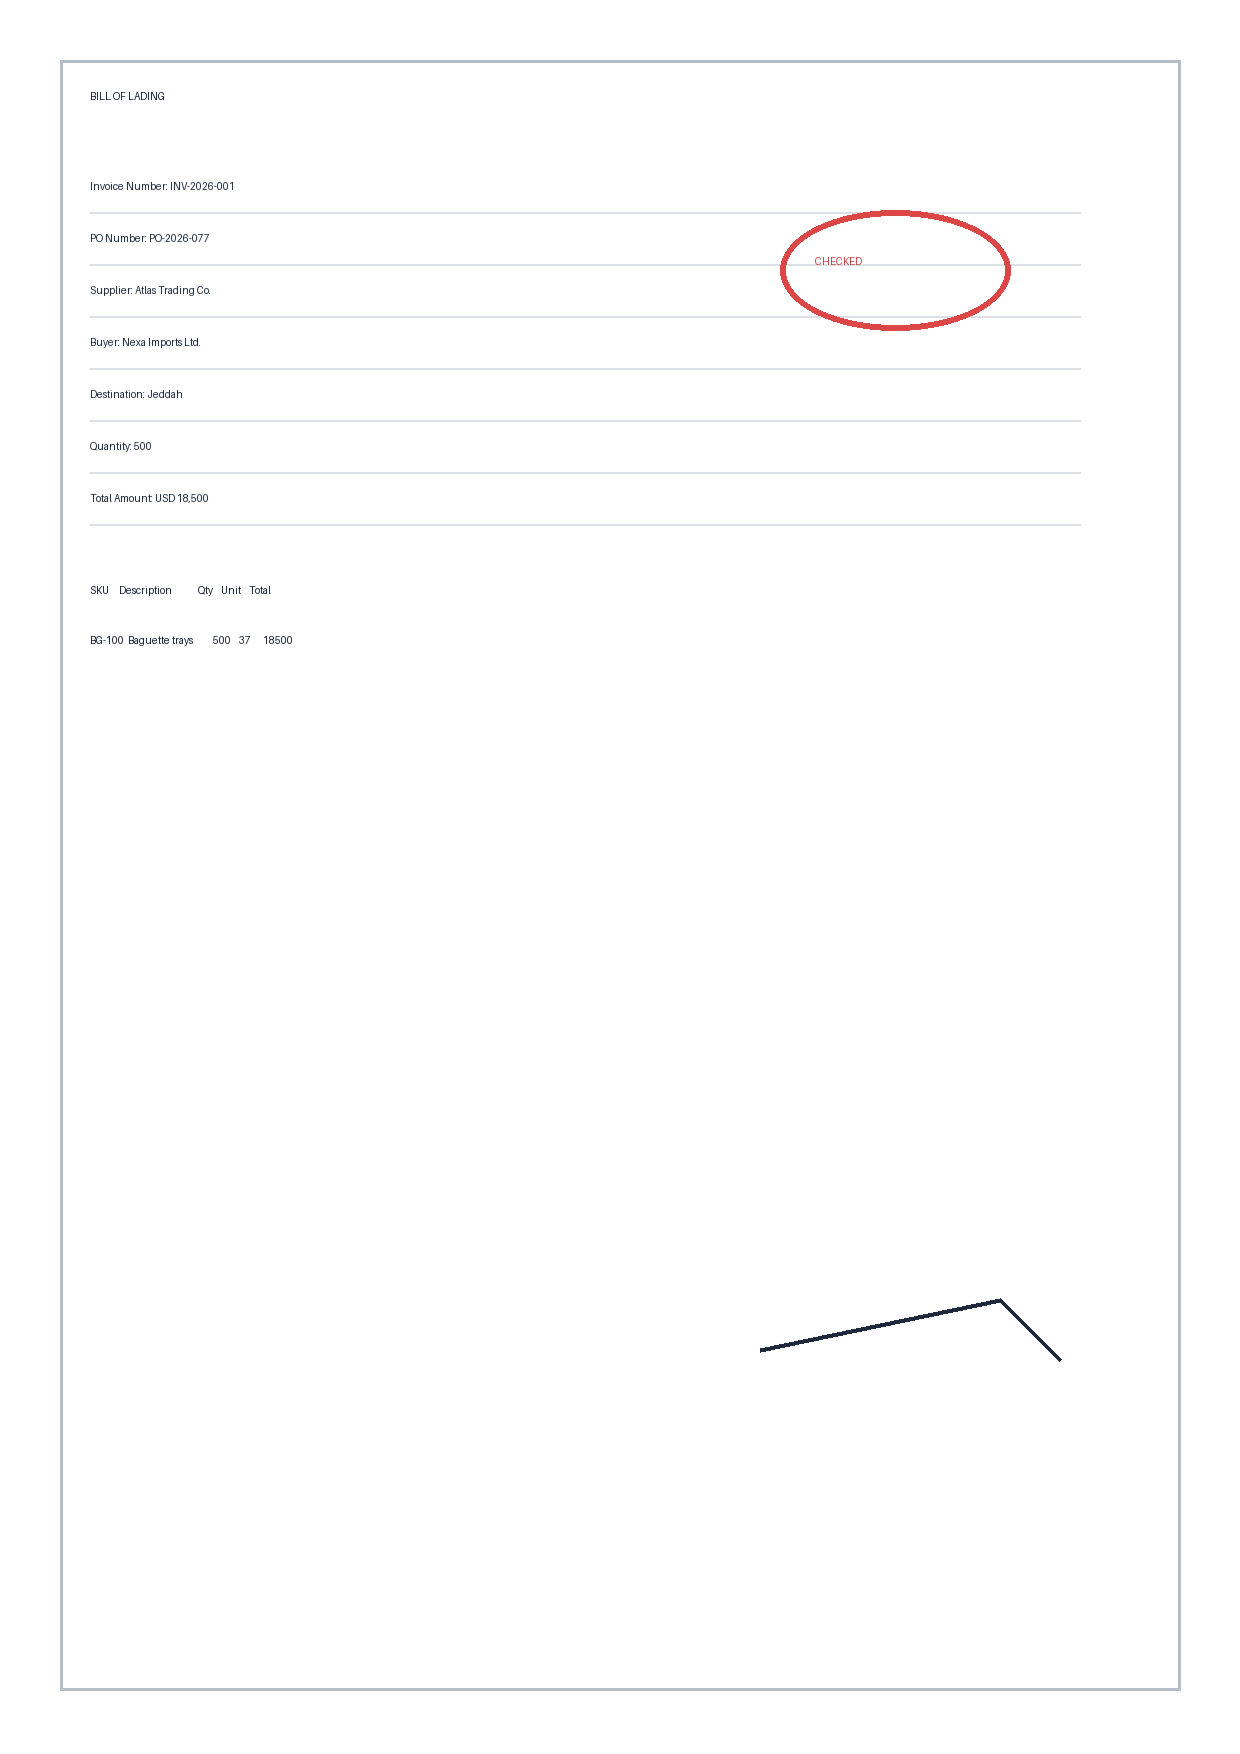 BILL OF LADING
Invoice Number: INV-2026-001
PO Number: PO-2026-077
CHECKED
Supplier: Atlas Trading Co.
Buyer: Nexa Imports Ltd.
Destination: Jeddah
Quantity: 500
Total Amount: USD 18,500
SKU Description Qty Unit Total
BG-100 Baguette trays 500 37 18500